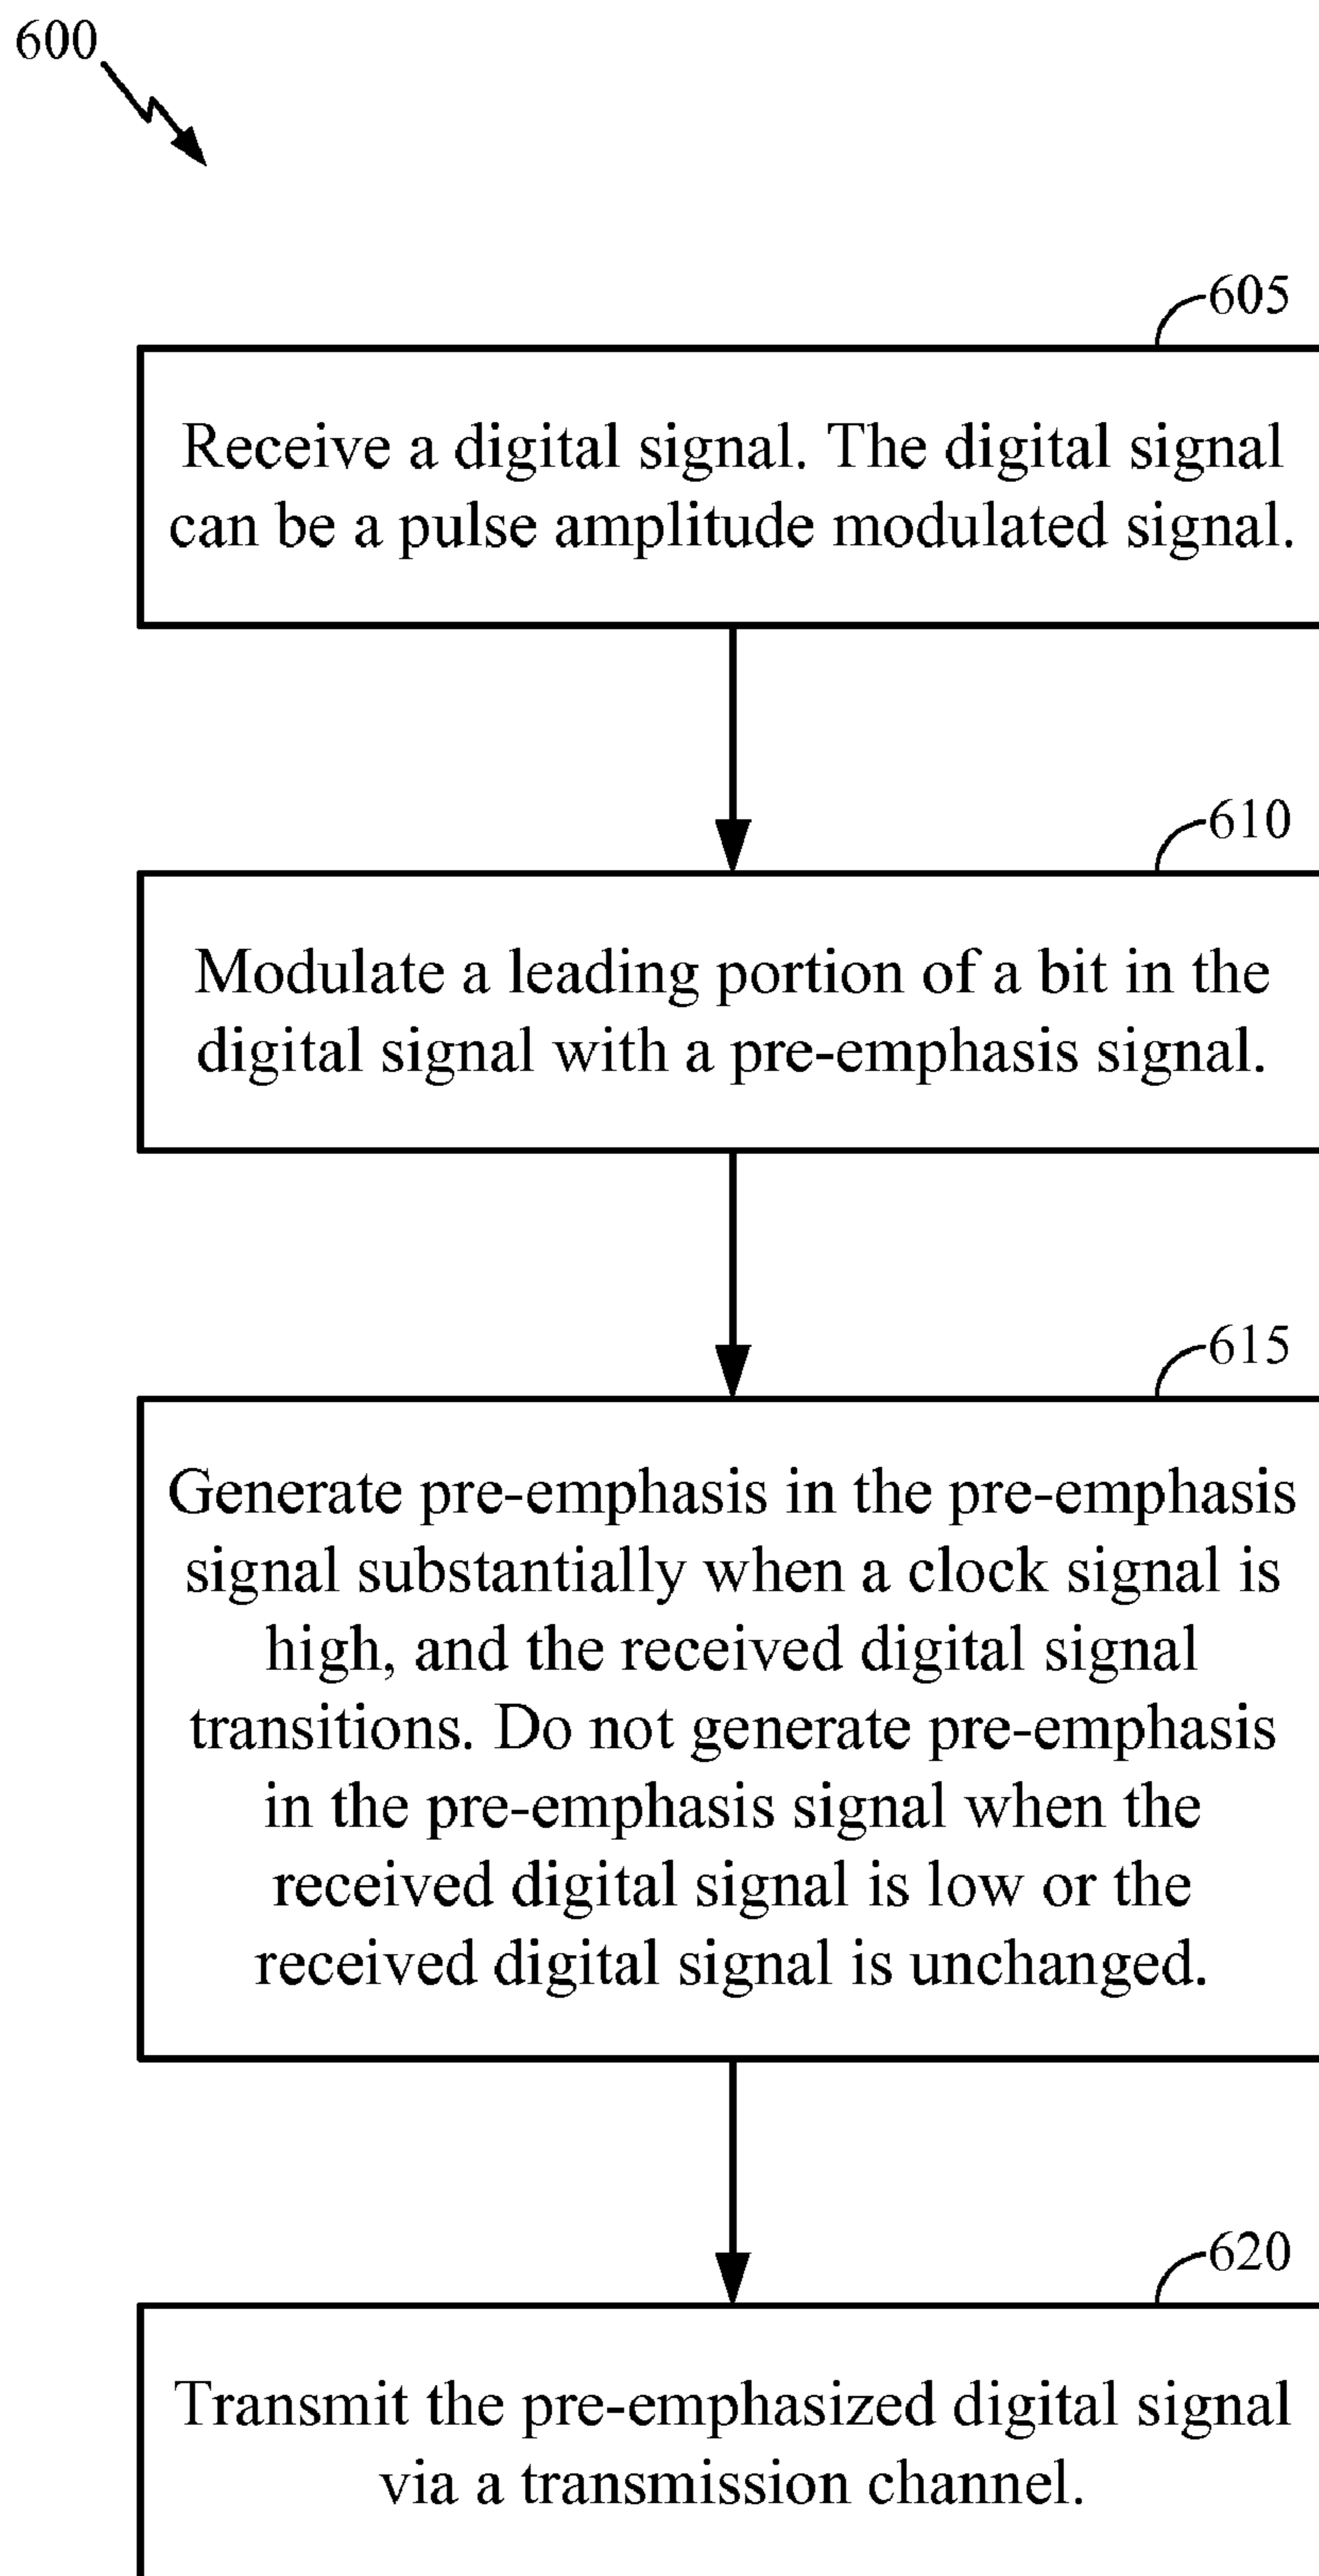 600
605
Receive a digital signal. The digital signal
can be a pulse amplitude modulated signal.
610
Modulate a leading portion of a bit in the
digital signal with a pre-emphasis signal.
615
Generate pre-emphasis in the pre-emphasis
signal substantially when a clock signal is
high, and the received digital signal
transitions. Do not generate pre-emphasis
in the pre-emphasis signal when the
received digital signal is low or the
received digital signal is unchanged.
620
Transmit the pre-emphasized digital signal
via a transmission channel.